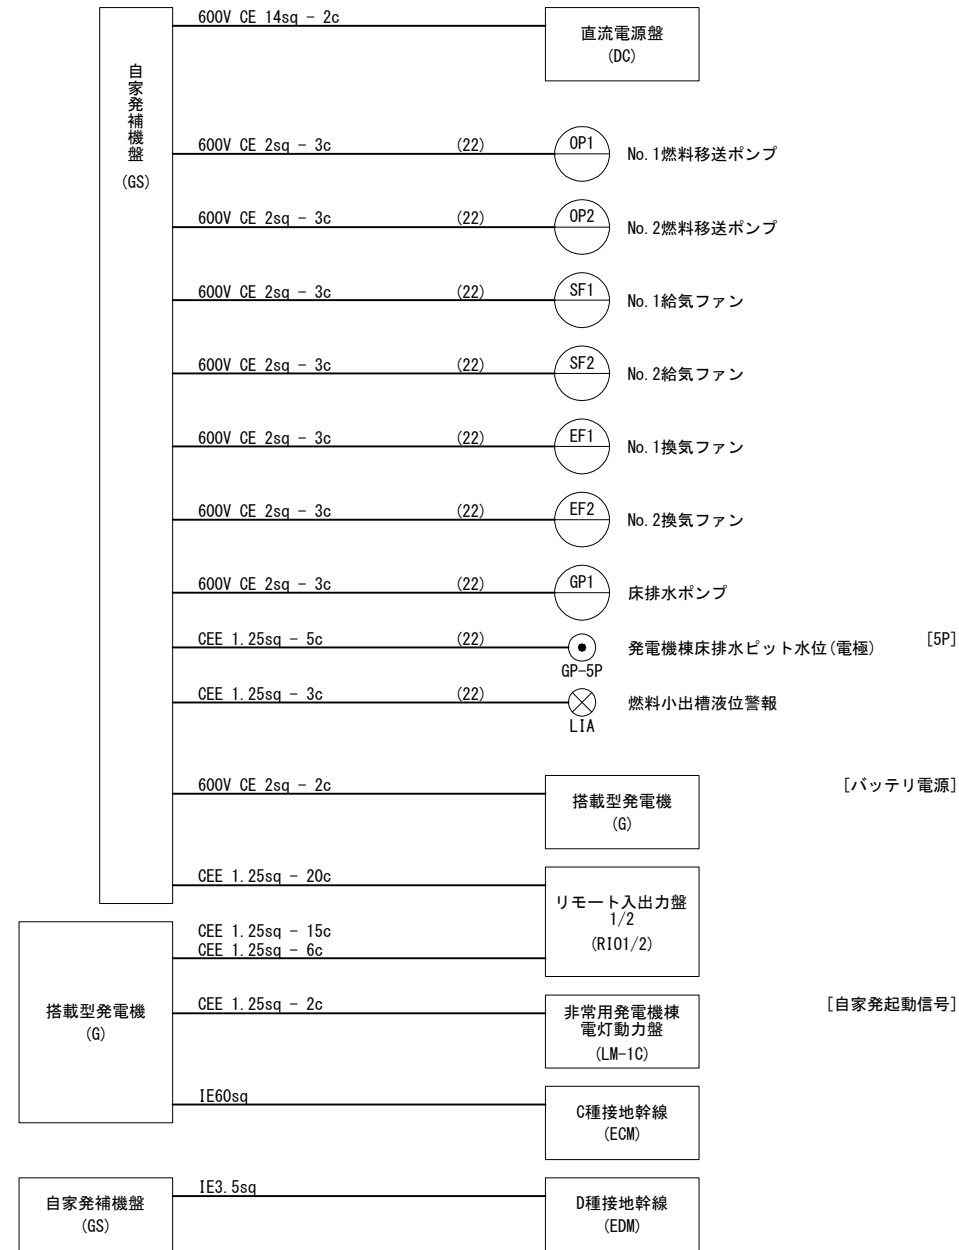 600V CE 14sq - 2c
直流電源盤
(DC)
自家発補機盤
(GS)
600V CE 2sq - 3c (22) OP1 No.1燃料移送ポンプ
600V CE 2sq - 3c (22) OP2 No.2燃料移送ポンプ
600V CE 2sq - 3c (22) SF1 No.1給気ファン
600V CE 2sq - 3c (22) SF2 No.2給気ファン
600V CE 2sq - 3c (22) EF1 No.1換気ファン
600V CE 2sq - 3c (22) EF2 No.2換気ファン
600V CE 2sq - 3c (22) GP1 床排水ポンプ
CEE 1.25sq - 5c (22) 発電機棟床排水ピット水位(電極) [5P]
GP-5P
CEE 1.25sq - 3c (22) 燃料小出槽液位警報
LIA
600V CE 2sq - 2c [バッテリ電源]
搭載型発電機
(G)
CEE 1.25sq - 20c
リモート入出力盤
1/2
(RIO1/2)
CEE 1.25sq - 15c
CEE 1.25sq - 6c
搭載型発電機
(G)
CEE 1.25sq - 2c [自家発起動信号]
非常用発電機棟
電灯動力盤
(LM-1C)
IE60sq
C種接地幹線
(ECM)
IE3.5sq
自家発補機盤
(GS)
D種接地幹線
(EDM)